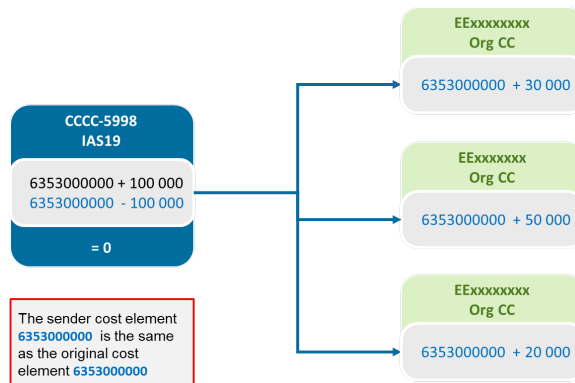 CCCC-5998
IAS19
6353000000 + 100 000
6353000000 - 100 000
= 0
The sender cost element
6353000000 is the same
as the original cost
element 6353000000
EExxxxxxxx
Org CC
6353000000 + 30 000
EExxxxxxx
Org CC
6353000000 + 50 000
EExxxxxxxx
Org CC
6353000000 + 20 000